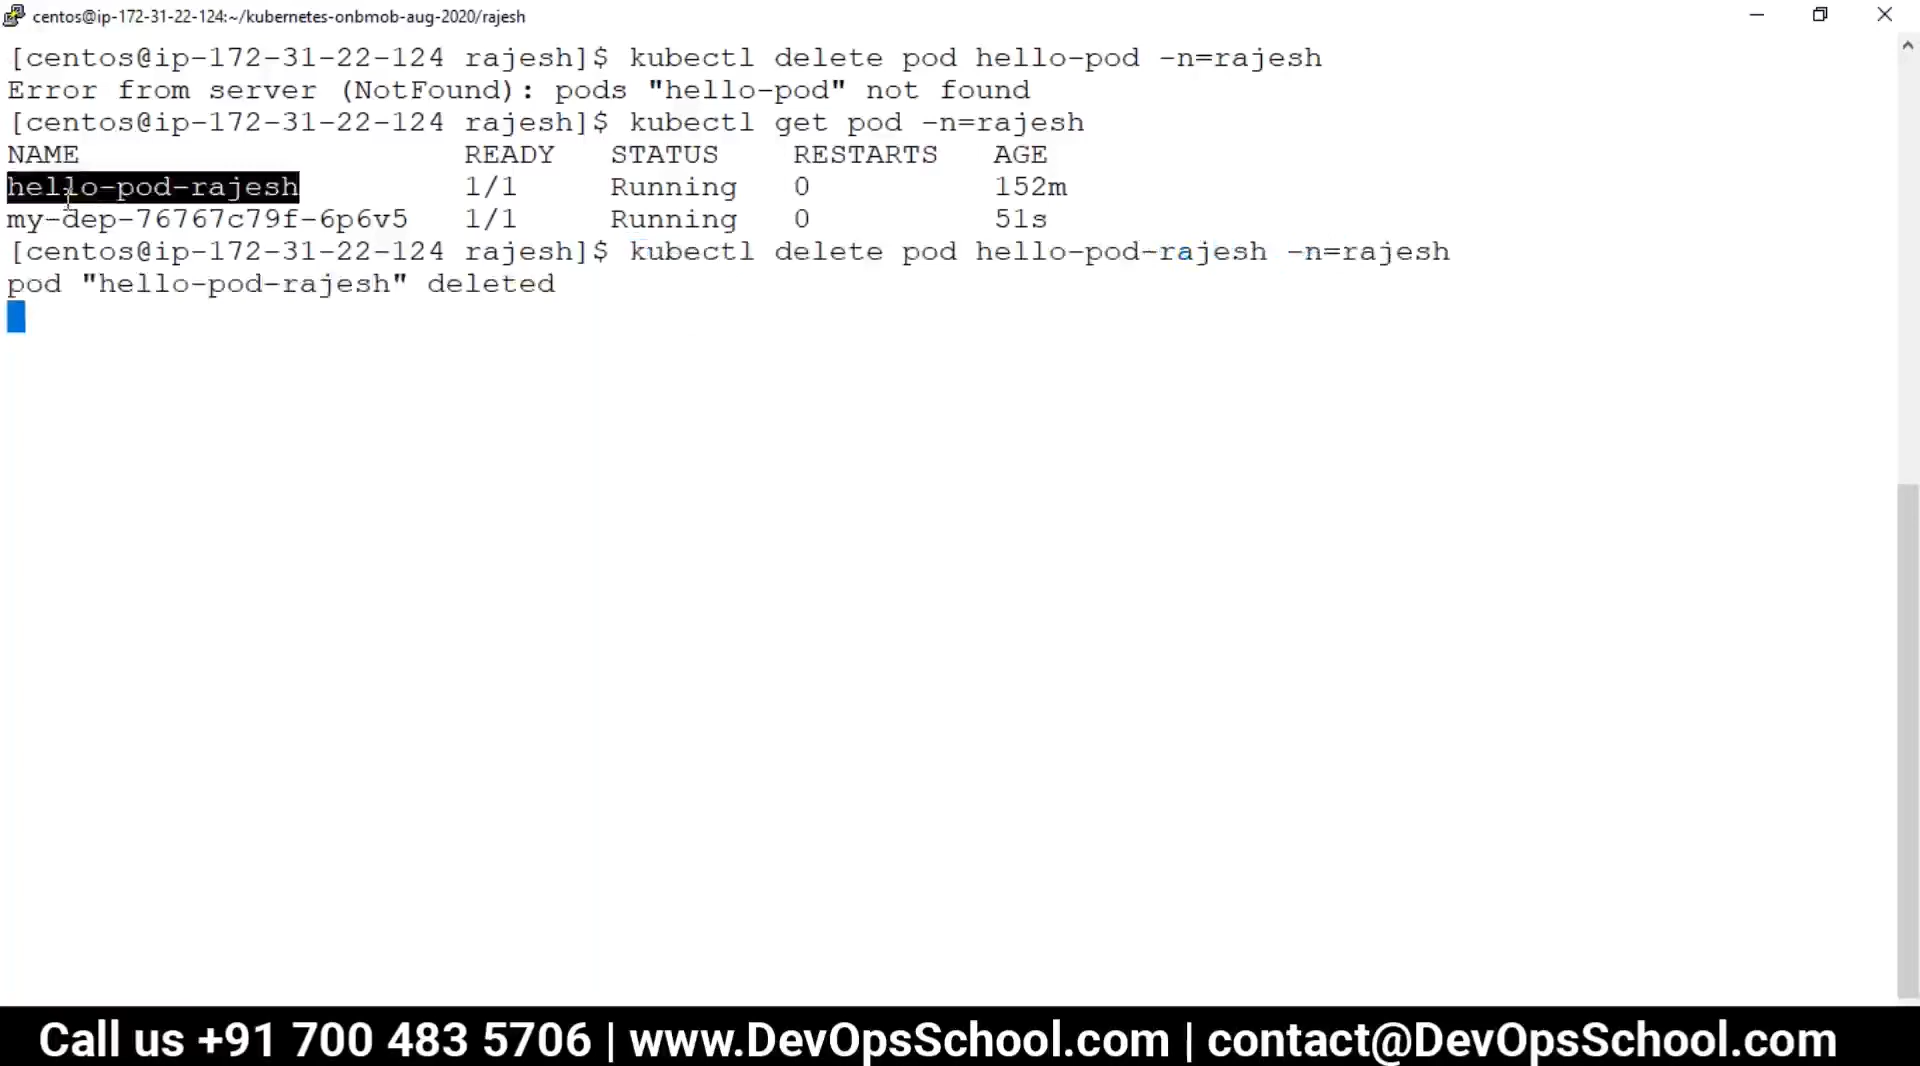 centos@ip-172-31-22-124:~/kubernetes-onbmob-aug-2020/rajesh
[centos@ip-172-31-22-124 rajesh]$ kubectl delete pod hello-pod -n=rajesh
Error from server (NotFound): pods "hello-pod" not found
[centos@ip-172-31-22-124 rajesh]$ kubectl get pod -n=rajesh
NAME READY STATUS RESTARTS AGE
hello-pod-rajesh 1/1 Running 0 152m
my-dep-76767c79f-6p6v5 1/1 Running 0 51s
[centos@ip-172-31-22-124 rajesh]$ kubectl delete pod hello-pod-rajesh -n=rajesh
pod "hello-pod-rajesh" deleted
Call us +91 700 483 5706 | www.DevOpsSchool.com | contact@DevOpsSchool.com